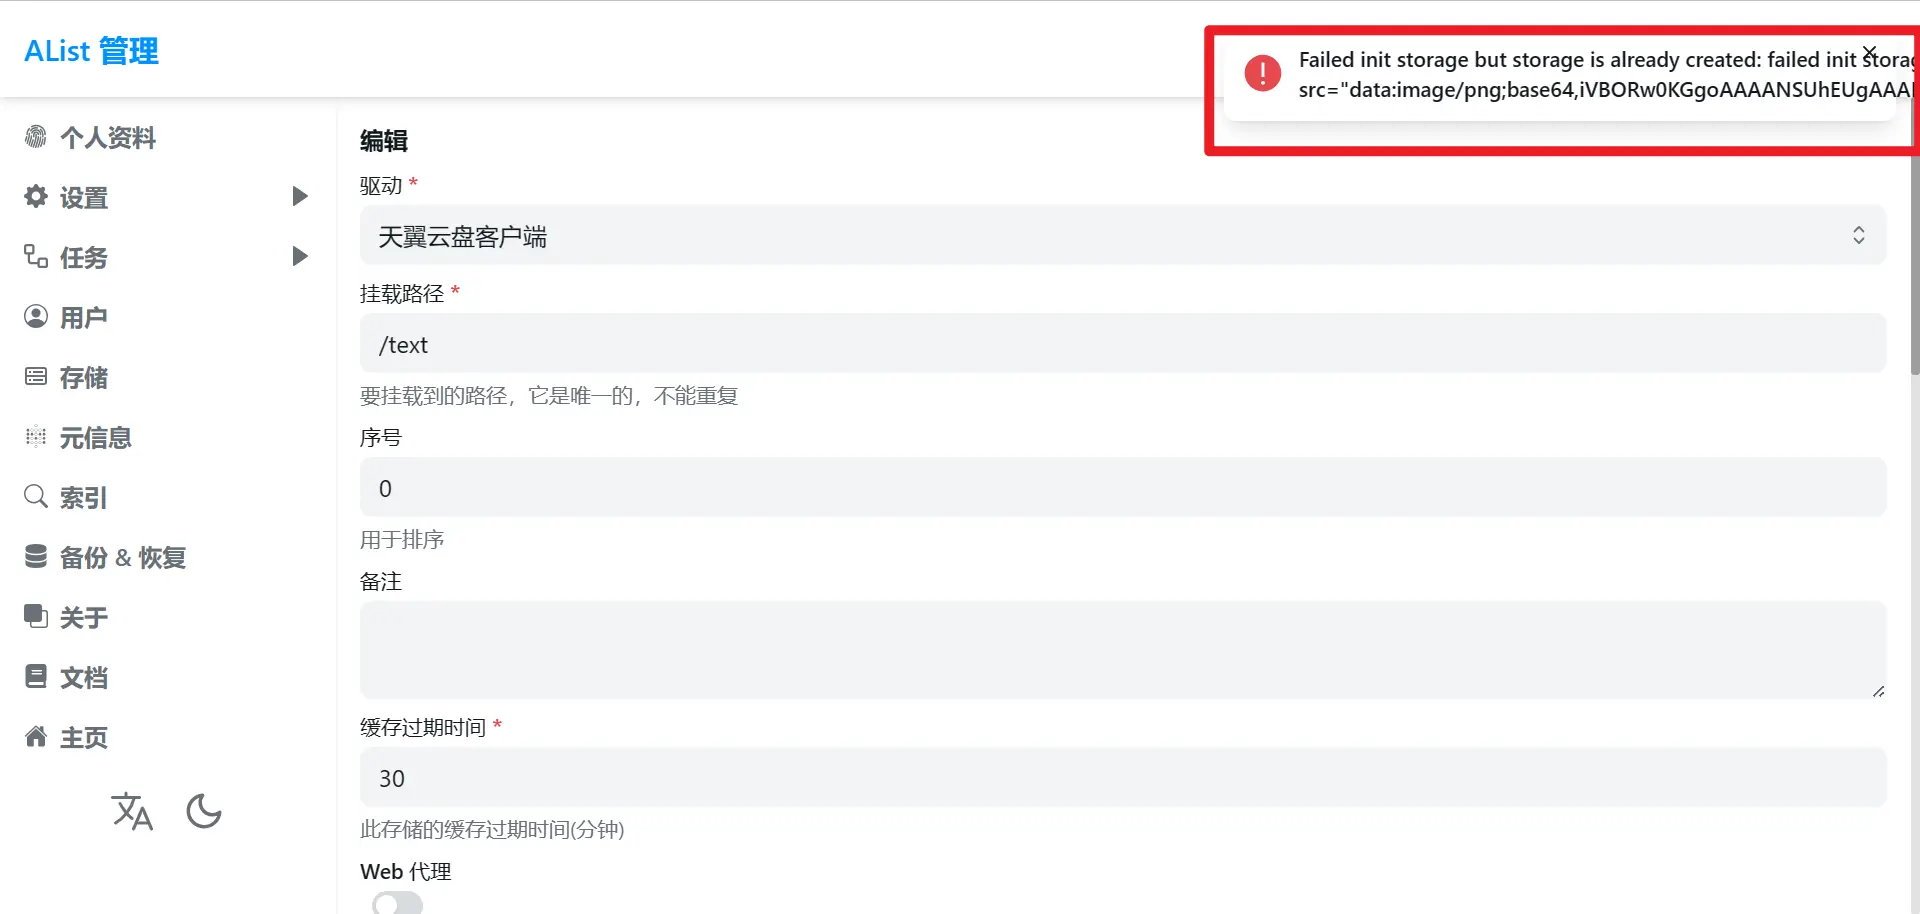 AList 管理
Failed init storage but storage is already created: failed init storag
src="data:image/png;base64,iVBORw0KGgoAAAANSUhEUgAAA
个人资料
设置
任务
用户
存储
元信息
索引
备份 & 恢复
关于
文档
主页
编辑
驱动 *
天翼云盘客户端
挂载路径 *
/text
要挂载到的路径，它是唯一的，不能重复
序号
0
用于排序
备注
缓存过期时间 *
30
此存储的缓存过期时间(分钟)
Web 代理